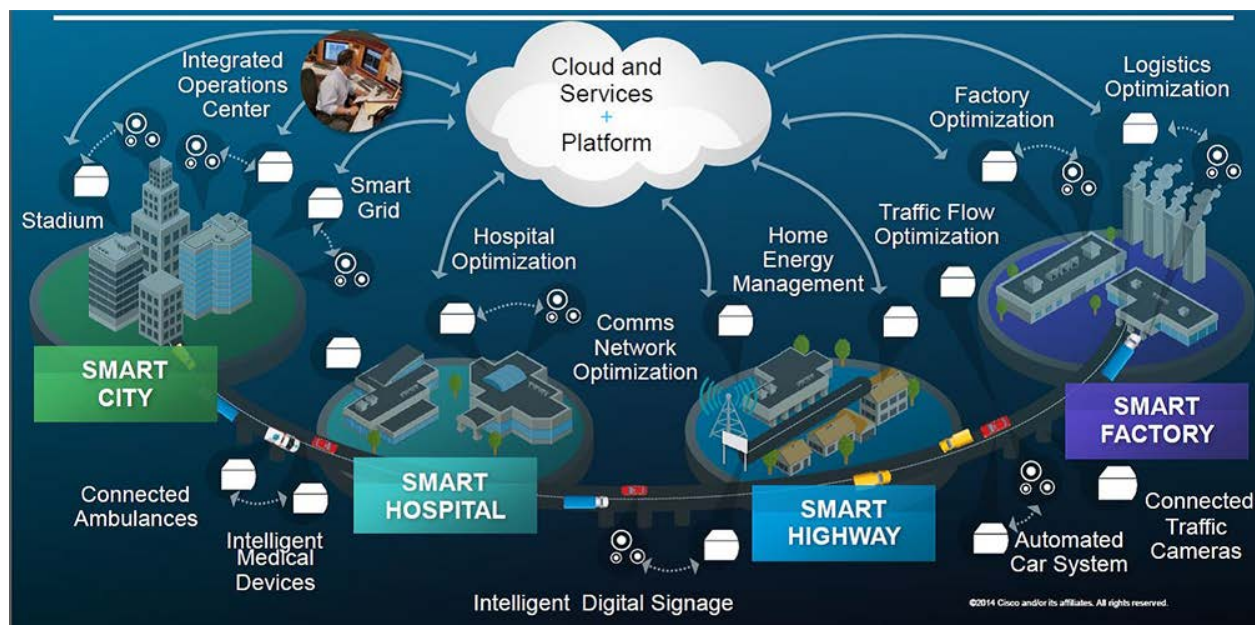 Integrated
Operations
Center
Cloud and
Services
+
Platform
Logistics
Optimization
Factory
Optimization
Stadium
Smart
Grid
Hospital
Optimization
Home
Energy
Management
Traffic Flow
Optimization
Comms
Network
Optimization
SMART
CITY
SMART
HOSPITAL
SMART
HIGHWAY
SMART
FACTORY
Connected
Ambulances
Intelligent
Medical
Devices
Intelligent Digital Signage
Automated
Car System
Connected
Traffic
Cameras
©2014 Cisco and/or its affiliates. All rights reserved.